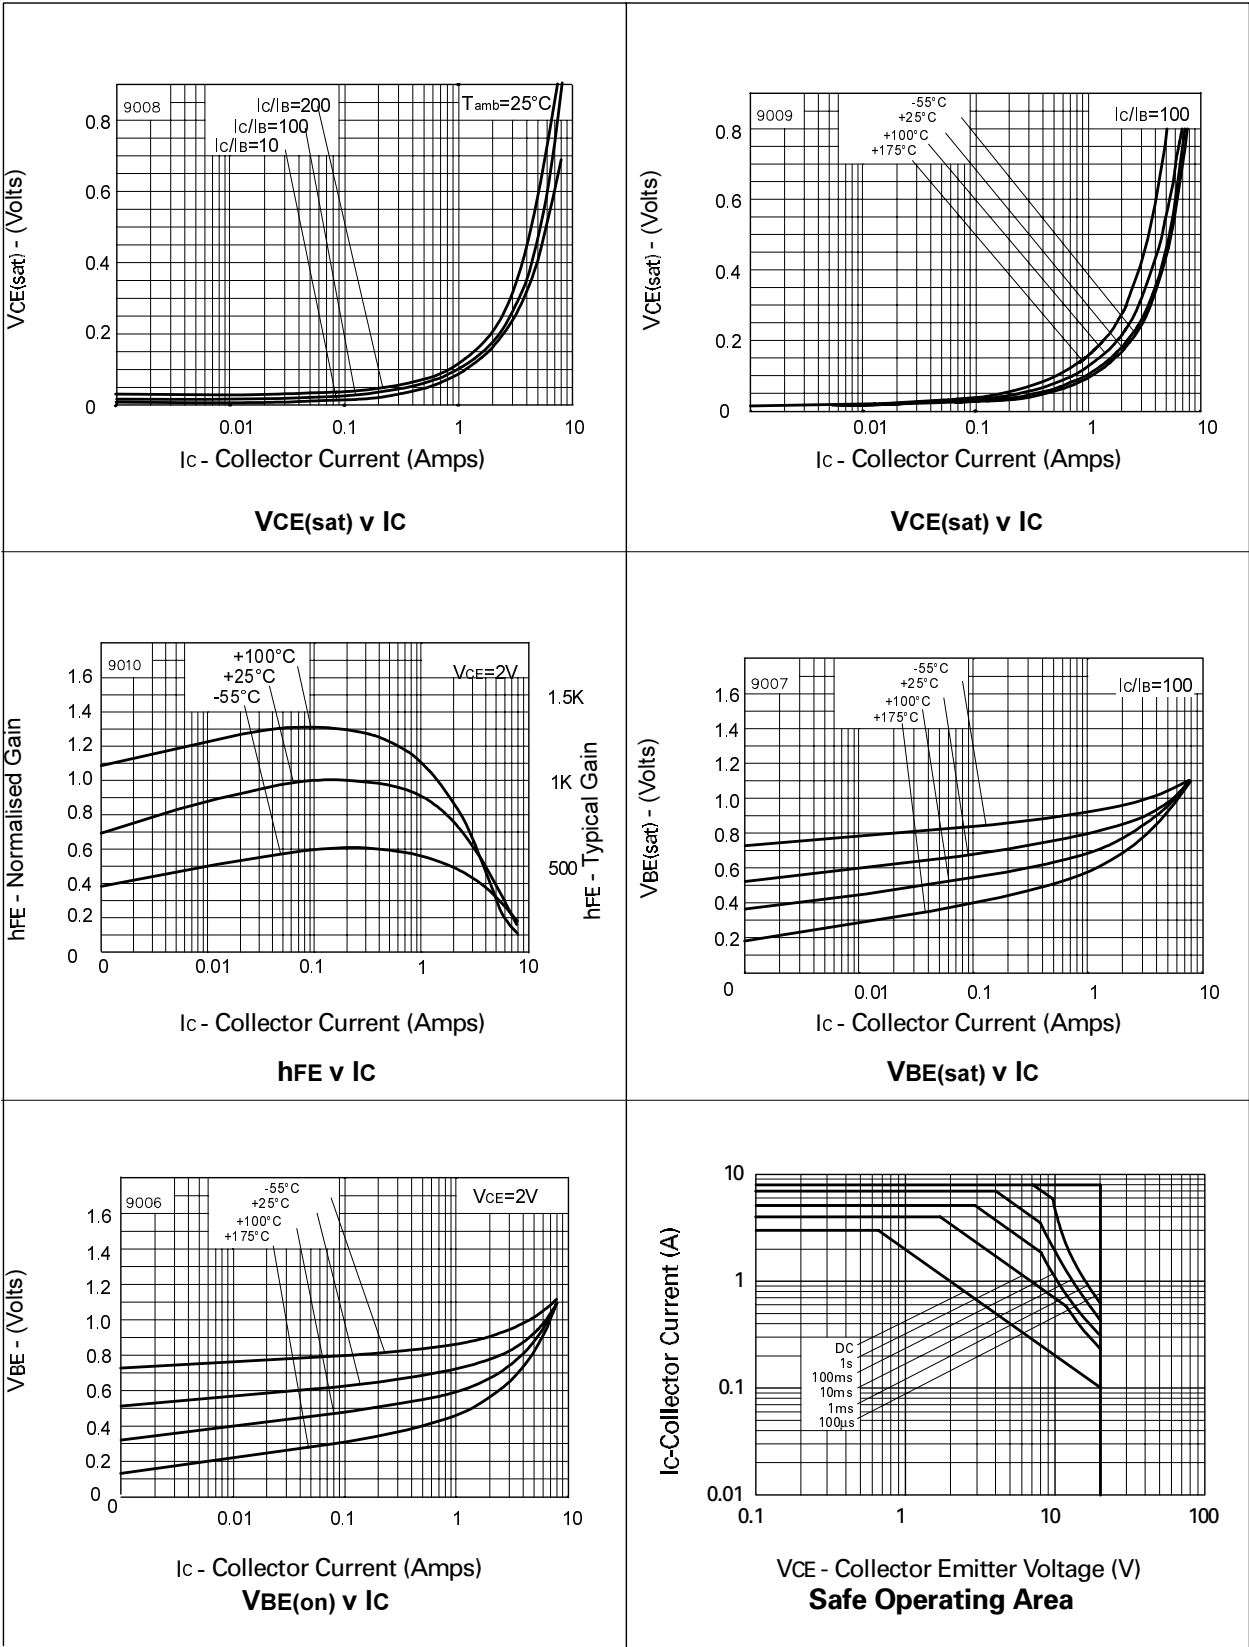 9008
IC/IB=200
IC/IB=100
IC/IB=10
Tamb=25°C
0.8
0.6
0.4
0.2
0
0.01
0.1
1
10
VCE(sat) - (Volts)
IC - Collector Current (Amps)
VCE(sat) v IC
9009
-55°C
+25°C
+100°C
+175°C
IC/IB=100
0.8
0.6
0.4
0.2
0
0.01
0.1
1
10
VCE(sat) - (Volts)
IC - Collector Current (Amps)
VCE(sat) v IC
9010
+100°C
+25°C
-55°C
VCE=2V
1.6
1.4
1.2
1.0
0.8
0.6
0.4
0.2
0
1.5K
1K
500
0
0.01
0.1
1
10
hFE - Normalised Gain
hFE - Typical Gain
IC - Collector Current (Amps)
hFE v IC
9007
-55°C
+25°C
+100°C
+175°C
IC/IB=100
1.6
1.4
1.2
1.0
0.8
0.6
0.4
0.2
0
0.01
0.1
1
10
VBE(sat) - (Volts)
IC - Collector Current (Amps)
VBE(sat) v IC
9006
-55°C
+25°C
+100°C
+175°C
VCE=2V
1.6
1.4
1.2
1.0
0.8
0.6
0.4
0.2
0
0
0.01
0.1
1
10
VBE - (Volts)
IC - Collector Current (Amps)
VBE(on) v IC
10
1
0.1
0.01
DC
1s
100ms
10ms
1ms
100µs
0.1
1
10
100
IC-Collector Current (A)
VCE - Collector Emitter Voltage (V)
Safe Operating Area